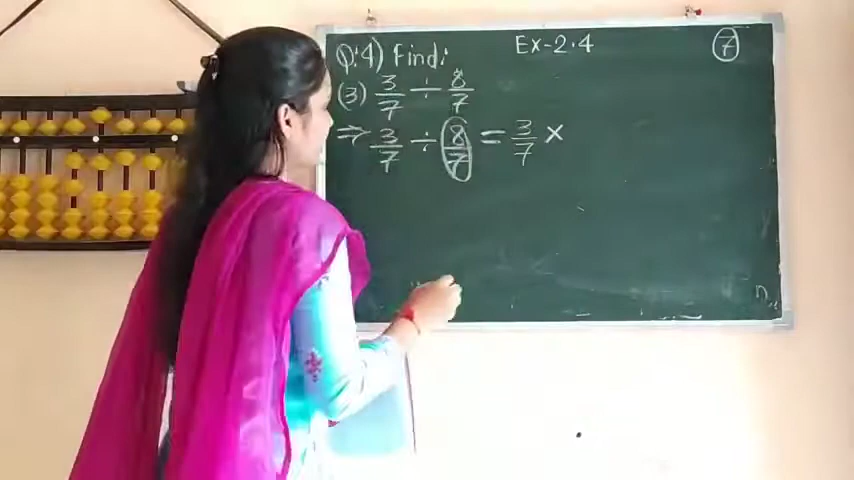 Q.4) Find: Ex-2.4 7
(3) 3/7 ÷ 8/7
⇒ 3/7 ÷ 8/7 = 3/7 ×